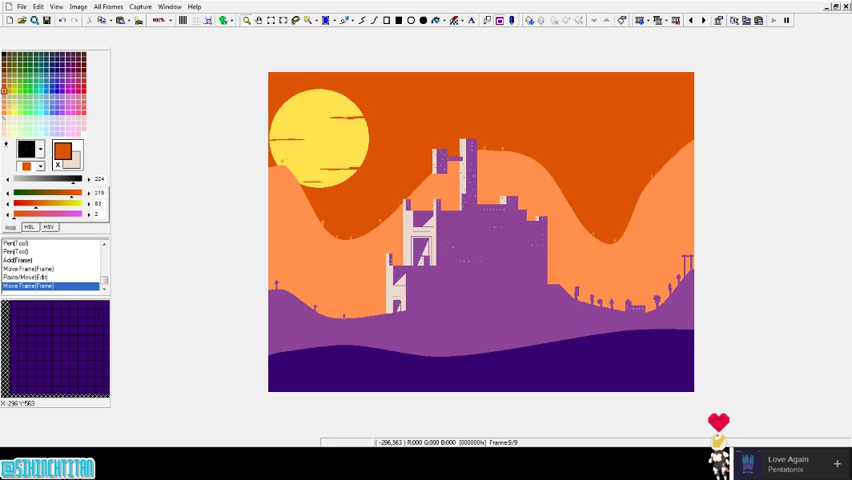 File Edit View Image All Frames Capture Window Help
100%
224
218
83
2
RGB HSL HSV
Pen(Tool)
Pen(Tool)
Add(Frame)
Move Frame(Frame)
Paste/Move(Edit)
Move Frame(Frame)
X:-296 Y:563
(-296,563) R:000 G:000 B:000 [000000h] Frame:9/9
Love Again
Pentatonix